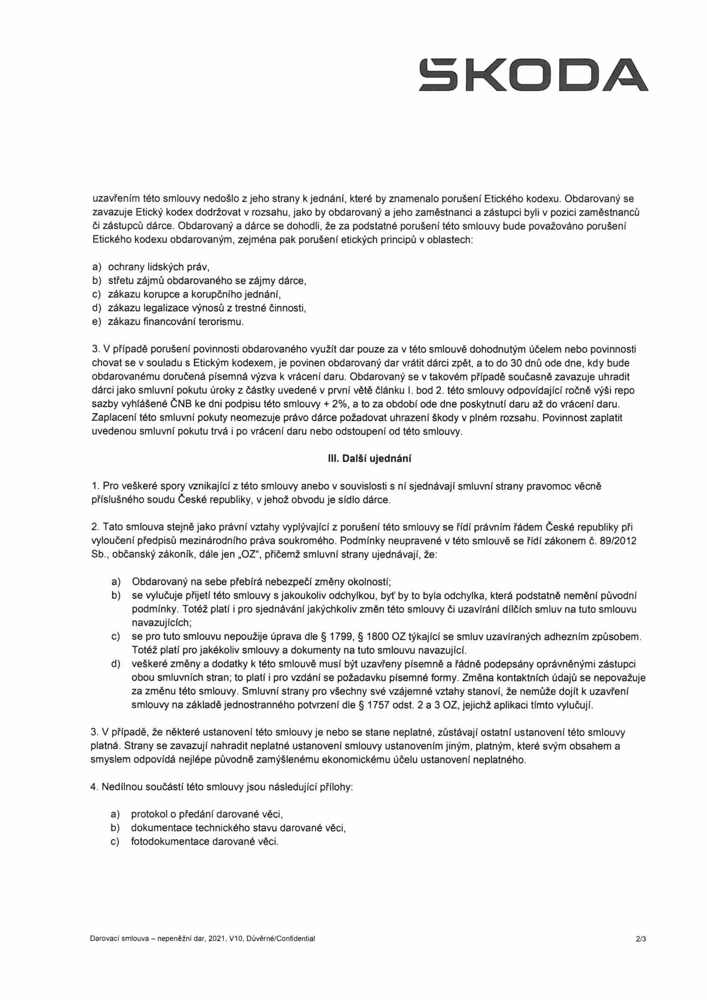 ŠKODA
uzavřením této smlouvy nedošlo z jeho strany k jednání, které by znamenalo porušení Etického kodexu. Obdarovaný se
zavazuje Etický kodex dodržovat v rozsahu, jako by obdarovaný a jeho zaměstnanci a zástupci byli v pozici zaměstnanců
či zástupců dárce. Obdarovaný a dárce se dohodli, že za podstatné porušení této smlouvy bude považováno porušení
Etického kodexu obdarovaným, zejména pak porušení etických principů v oblastech:
a) ochrany lidských práv,
b) střetu zájmů obdarovaného se zájmy dárce,
c) zákazu korupce a korupčního jednání,
d) zákazu legalizace výnosů z trestné činnosti,
e) zákazu financování terorismu.
3. V případě porušení povinnosti obdarovaného využít dar pouze za v této smlouvě dohodnutým účelem nebo povinnosti
chovat se v souladu s Etickým kodexem, je povinen obdarovaný dar vrátit dárci zpět, a to do 30 dnů ode dne, kdy bude
obdarovanému doručená písemná výzva k vrácení daru. Obdarovaný se v takovém případě současně zavazuje uhradit
dárci jako smluvní pokutu úroky z částky uvedené v první větě článku I. bod 2. této smlouvy odpovídající ročně výši repo
sazby vyhlášené ČNB ke dni podpisu této smlouvy + 2%, a to za období ode dne poskytnutí daru až do vrácení daru.
Zaplacení této smluvní pokuty neomezuje právo dárce požadovat uhrazení škody v plném rozsahu. Povinnost zaplatit
uvedenou smluvní pokutu trvá i po vrácení daru nebo odstoupení od této smlouvy.
III. Další ujednání
1. Pro veškeré spory vznikající z této smlouvy anebo v souvislosti s ní sjednávají smluvní strany pravomoc věcně
příslušného soudu České republiky, v jehož obvodu je sídlo dárce.
2. Tato smlouva stejně jako právní vztahy vyplývající z porušení této smlouvy se řídí právním řádem České republiky při
vyloučení předpisů mezinárodního práva soukromého. Podmínky neupravené v této smlouvě se řídí zákonem č. 89/2012
Sb., občanský zákoník, dále jen „OZ“, přičemž smluvní strany ujednávají, že:
a) Obdarovaný na sebe přebírá nebezpečí změny okolností;
b) se vylučuje přijetí této smlouvy s jakoukoliv odchylkou, byť by to byla odchylka, která podstatně nemění původní
podmínky. Totéž platí i pro sjednávání jakýchkoliv změn této smlouvy či uzavírání dílčích smluv na tuto smlouvu
navazujících;
c) se pro tuto smlouvu nepoužije úprava dle § 1799, § 1800 OZ týkající se smluv uzavíraných adhezním způsobem.
Totéž platí pro jakékoliv smlouvy a dokumenty na tuto smlouvu navazující.
d) veškeré změny a dodatky k této smlouvě musí být uzavřeny písemně a řádně podepsány oprávněnými zástupci
obou smluvních stran; to platí i pro vzdání se požadavku písemné formy. Změna kontaktních údajů se nepovažuje
za změnu této smlouvy. Smluvní strany pro všechny své vzájemné vztahy stanoví, že nemůže dojít k uzavření
smlouvy na základě jednostranného potvrzení dle § 1757 odst. 2 a 3 OZ, jejichž aplikaci tímto vylučují.
3. V případě, že některé ustanovení této smlouvy je nebo se stane neplatné, zůstávají ostatní ustanovení této smlouvy
platná. Strany se zavazují nahradit neplatné ustanovení smlouvy ustanovením jiným, platným, které svým obsahem a
smyslem odpovídá nejlépe původně zamýšlenému ekonomickému účelu ustanovení neplatného.
4. Nedílnou součástí této smlouvy jsou následující přílohy:
a) protokol o předání darované věci,
b) dokumentace technického stavu darované věci,
c) fotodokumentace darované věci.
Darovací smlouva – nepeněžní dar, 2021, V10, Důvěrné/Confidential
2/3